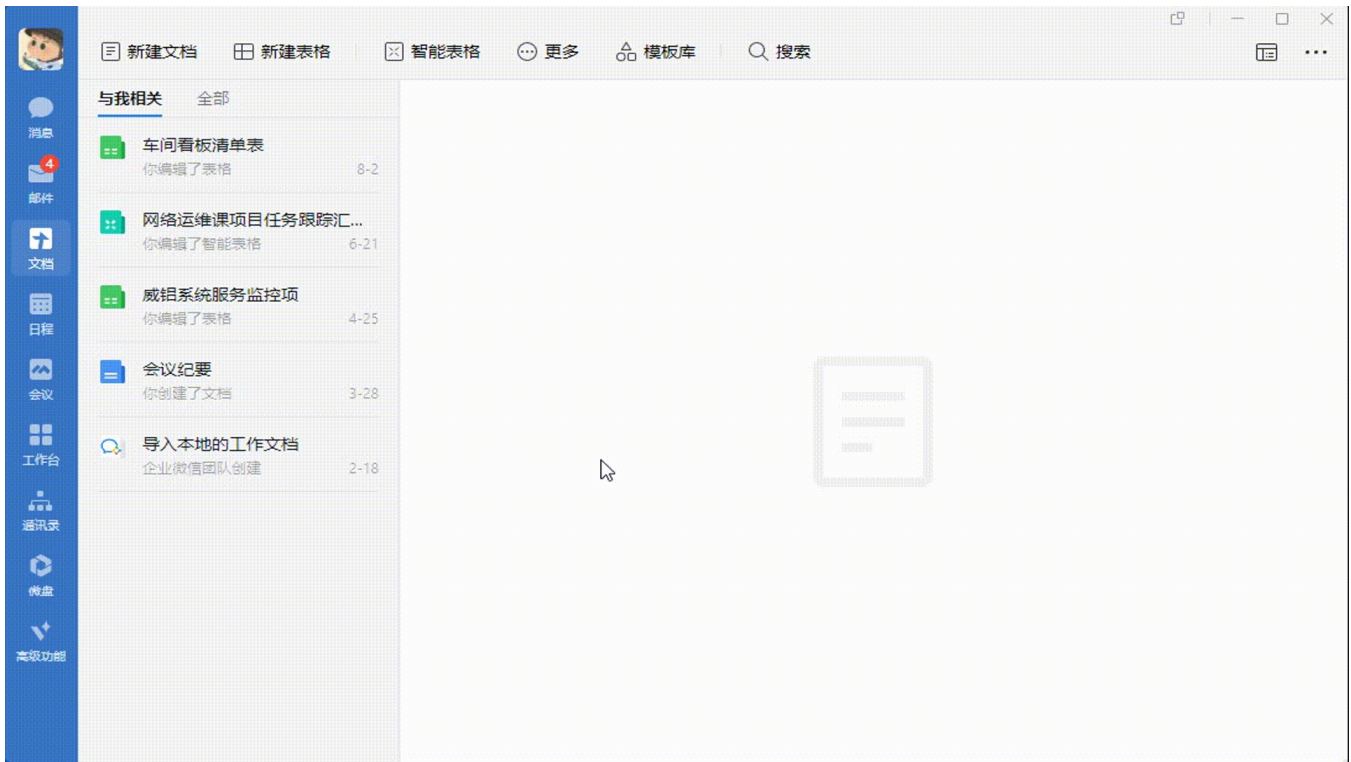 新建文档 新建表格 智能表格 更多 模板库 搜索
消息
4
邮件
文档
日程
会议
工作台
通讯录
微盘
高级功能
与我相关 全部
车间看板清单表
你编辑了表格 8-2
网络运维课项目任务跟踪汇...
你编辑了智能表格 6-21
威铝系统服务监控项
你编辑了表格 4-25
会议纪要
你创建了文档 3-28
导入本地的工作文档
企业微信团队创建 2-18